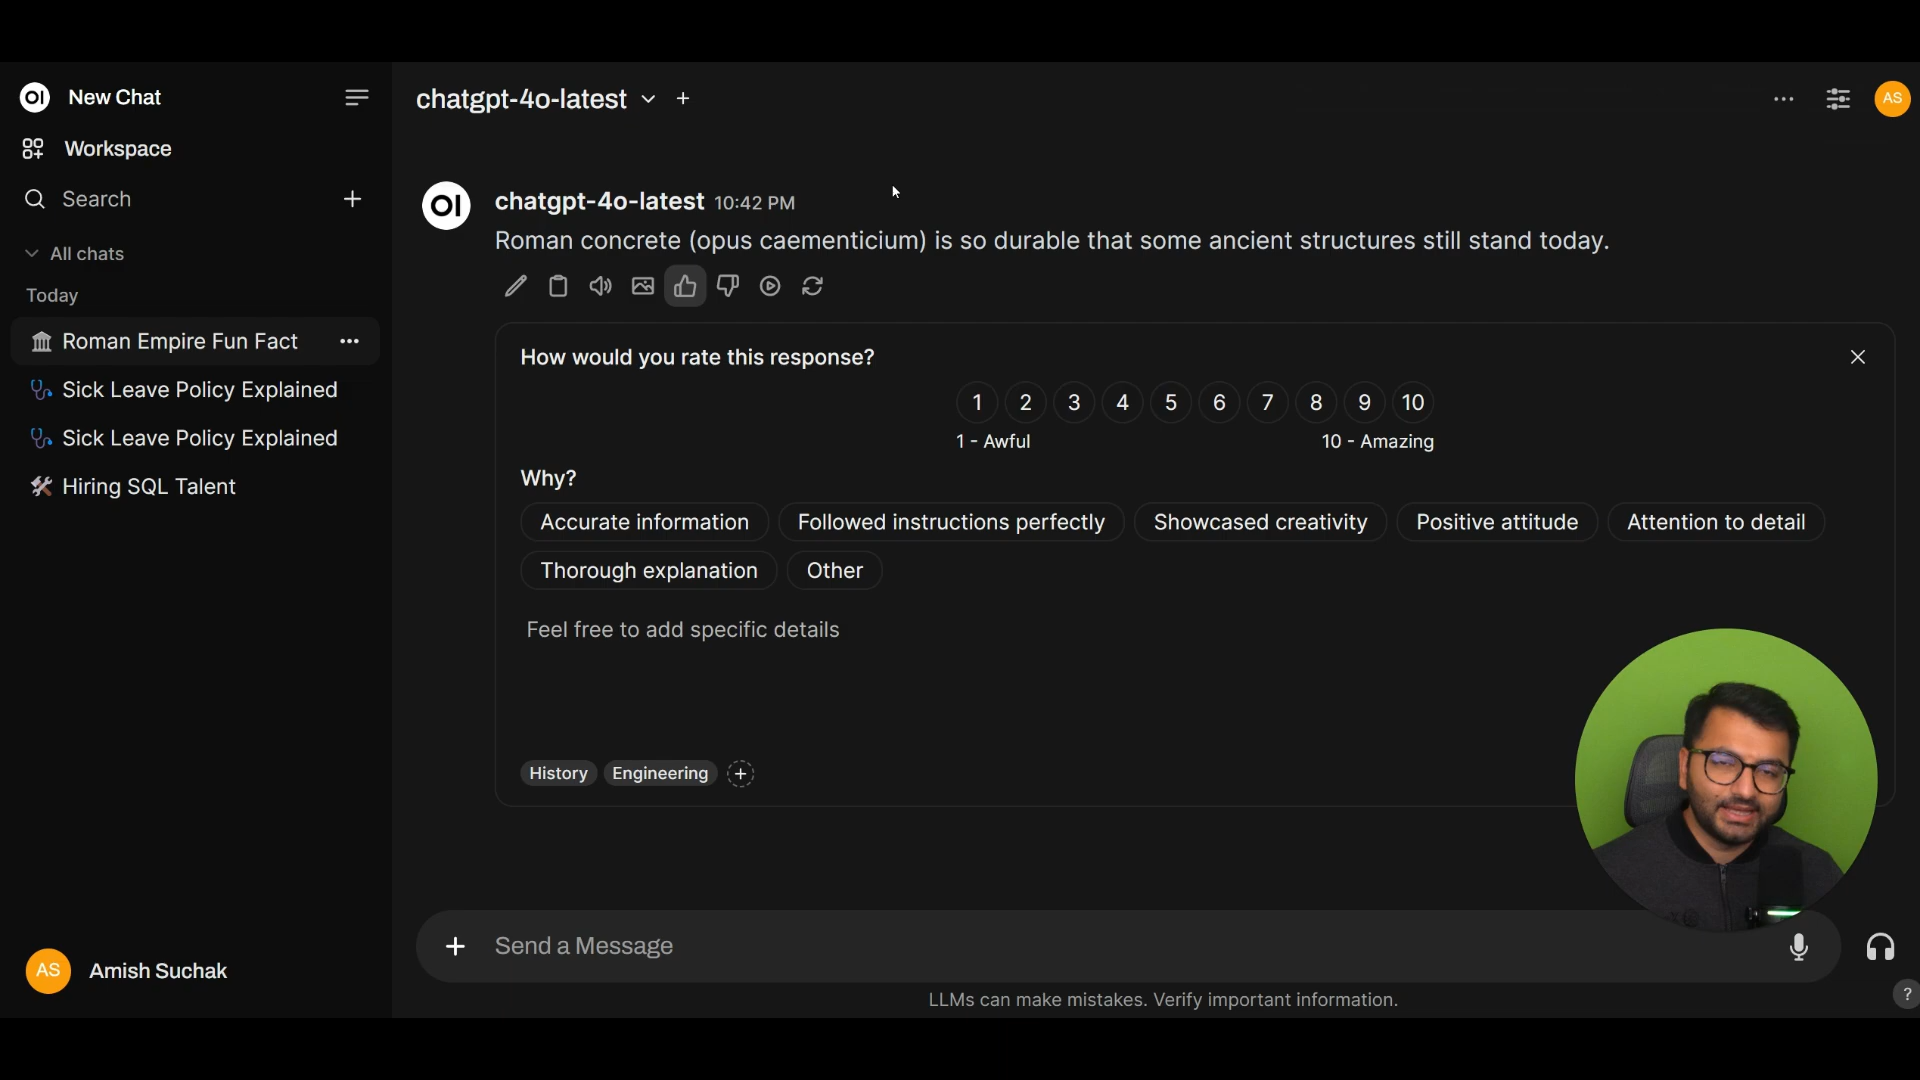 OI New Chat
Workspace
Search
All chats
Today
Roman Empire Fun Fact
Sick Leave Policy Explained
Sick Leave Policy Explained
Hiring SQL Talent
AS Amish Suchak
chatgpt-4o-latest
AS
OI chatgpt-4o-latest 10:42 PM
Roman concrete (opus caementicium) is so durable that some ancient structures still stand today.
How would you rate this response?
1 2 3 4 5 6 7 8 9 10
1 - Awful 10 - Amazing
Why?
Accurate information Followed instructions perfectly Showcased creativity Positive attitude Attention to detail
Thorough explanation Other
Feel free to add specific details
History Engineering
Send a Message
LLMs can make mistakes. Verify important information.
?